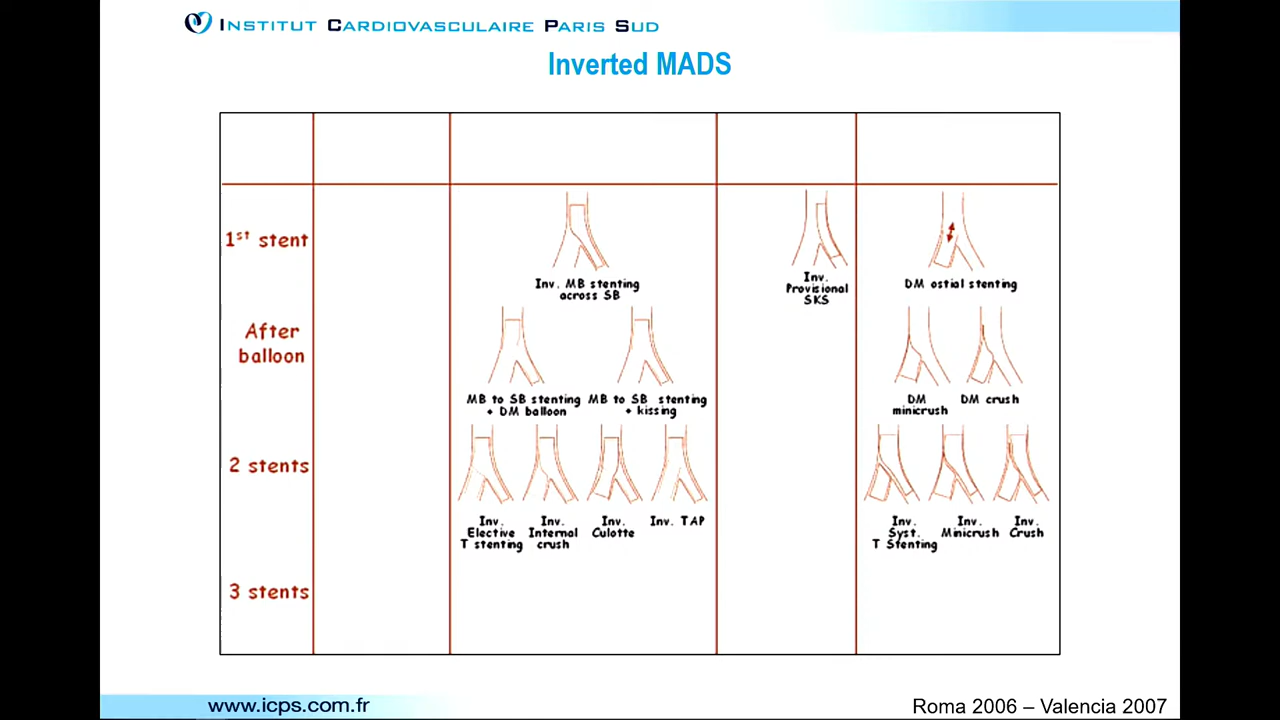 INSTITUT CARDIOVASCULAIRE PARIS SUD
Inverted MADS
1st stent
Inv. MB stenting
across SB
Inv.
Provisional
SKS
DM ostial stenting
After
balloon
MB to SB stenting
+ DM balloon
MB to SB stenting
+ kissing
DM
minicrush
DM crush
2 stents
Inv.
Elective
T stenting
Inv.
Internal
crush
Inv.
Culotte
Inv. TAP
Inv.
Syst.
T Stenting
Inv.
Minicrush
Inv.
Crush
3 stents
www.icps.com.fr
Roma 2006 – Valencia 2007